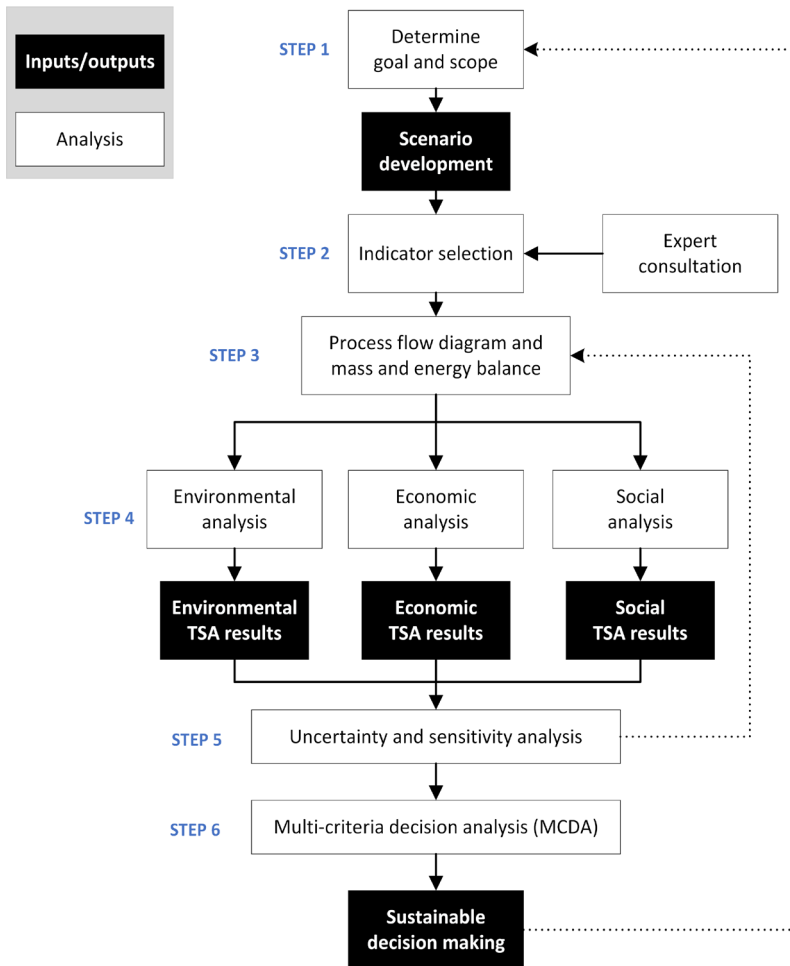 Inputs/outputs
Analysis
STEP 1
Determine
goal and scope
Scenario
development
STEP 2
Indicator selection
Expert
consultation
STEP 3
Process flow diagram and
mass and energy balance
STEP 4
Environmental
analysis
Economic
analysis
Social
analysis
Environmental
TSA results
Economic
TSA results
Social
TSA results
STEP 5
Uncertainty and sensitivity analysis
STEP 6
Multi-criteria decision analysis (MCDA)
Sustainable
decision making